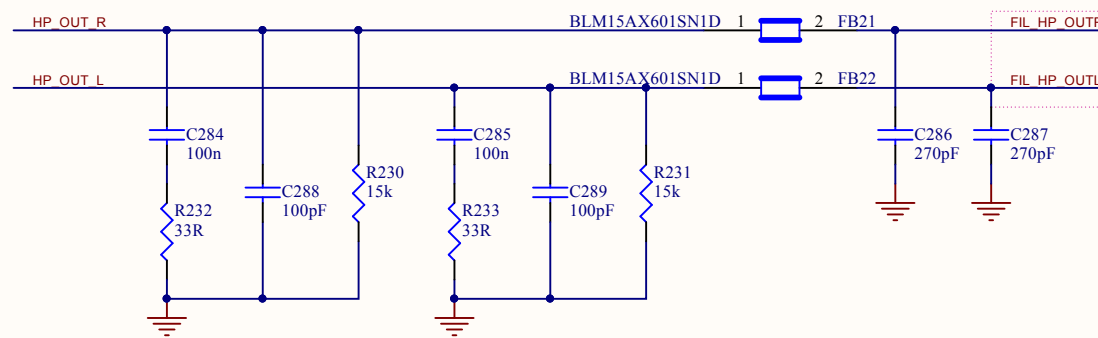 HP_OUT_R
BLM15AX601SN1D 1 2 FB21
HP_OUT_L
BLM15AX601SN1D 1 2 FB22
FIL_HP_OUTL
C284
100n
C285
100n
C286
270pF
C287
270pF
R230
15k
R231
15k
C288
100pF
C289
100pF
R232
33R
R233
33R